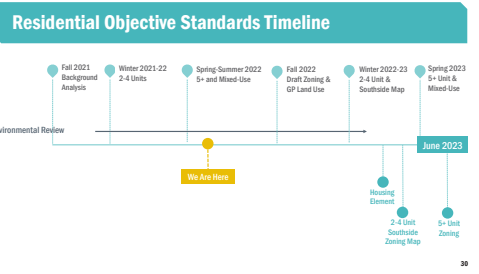 Residential Objective Standards Timeline
Fall 2021
Background
Analysis
Winter 2021-22
2-4 Units
Spring-Summer 2022
5+ and Mixed-Use
Fall 2022
Draft Zoning &
GP Land Use
Winter 2022-23
2-4 Unit &
Southside Map
Spring 2023
5+ Unit &
Mixed-Use
vironmental Review
June 2023
We Are Here
Housing
Element
2-4 Unit
Southside
Zoning Map
5+ Unit
Zoning
30